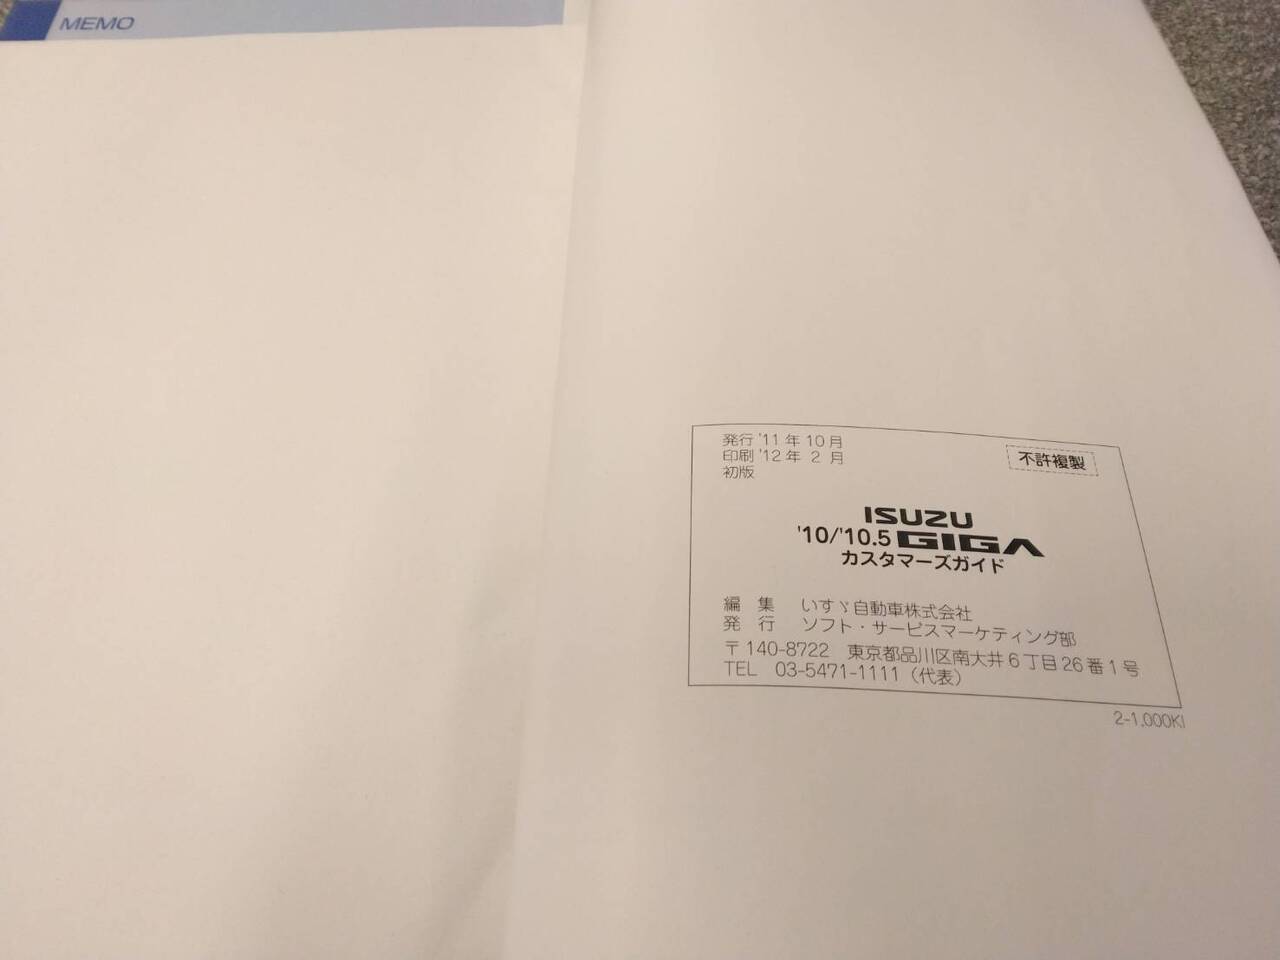 MEMO
発行 '11 年 10 月
印刷 '12 年 2 月
初版
不許複製
ISUZU
'10/'10.5 GIGA
カスタマーズガイド
編 集 いすゞ自動車株式会社
発 行 ソフト・サービスマーケティング部
〒140-8722 東京都品川区南大井6丁目26番1号
TEL 03-5471-1111（代表）
2-1,000KI